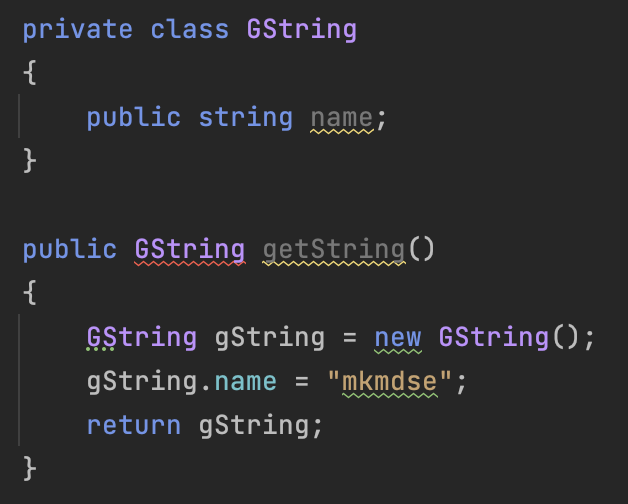 private class GString
{
    public string name;
}

public GString getString()
{
    GString gString = new GString();
    gString.name = "mkmdse";
    return gString;
}